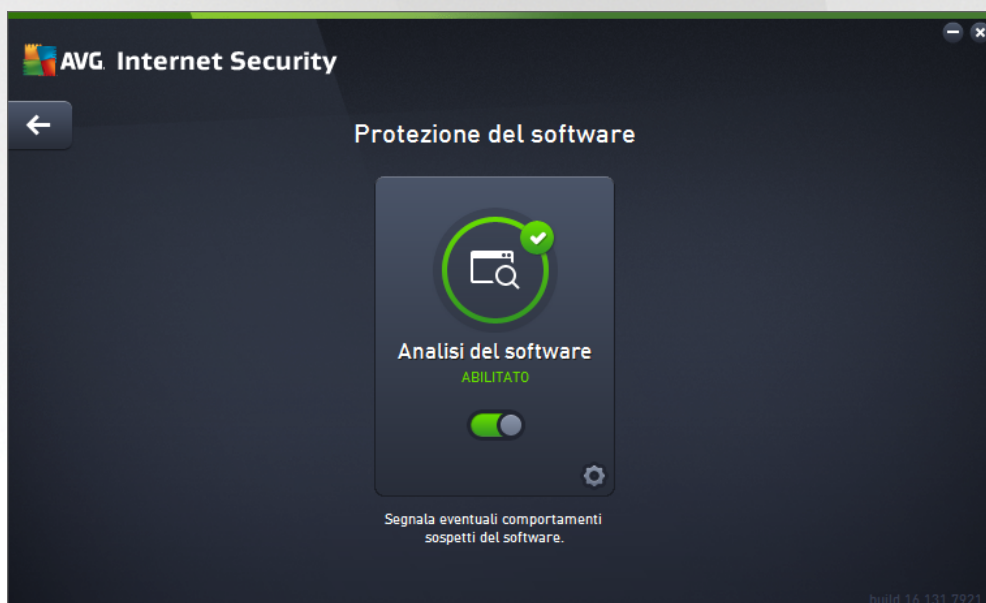 AVG Internet Security
Protezione del software
Analisi del software
ABILITATO
Segnala eventuali comportamenti
sospetti del software.
build 16.131.7921